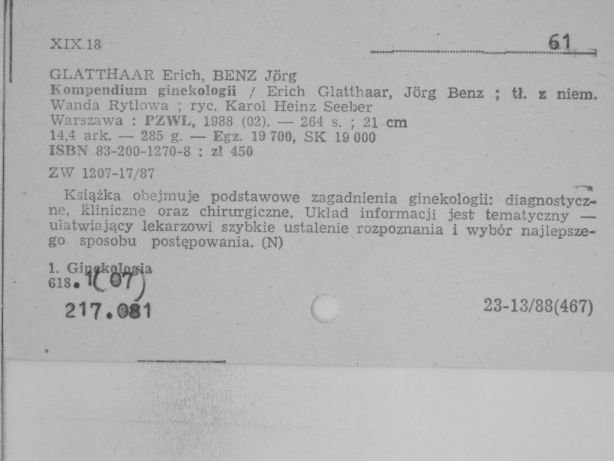 XIX.18
61
GLATTHAAR Erich, BENZ Jörg
Kompendium ginekologii / Erich Glatthaar, Jörg Benz ; tł. z niem.
Wanda Rytlowa ; ryc. Karol Heinz Seeber
Warszawa : PZWL, 1988 (02). — 264 s. ; 21 cm
14,4 ark. — 285 g. — Egz. 19 700, SK 19 000
ISBN 83-200-1270-8 : zł 450
ZW 1207-17/87
Książka obejmuje podstawowe zagadnienia ginekologii: diagnostycz-
ne, kliniczne oraz chirurgiczne. Układ informacji jest tematyczny —
ułatwiający lekarzowi szybkie ustalenie rozpoznania i wybór najlepsze-
go sposobu postępowania. (N)
1. Ginekologia
618.1(07)
217.081
23-13/88(467)